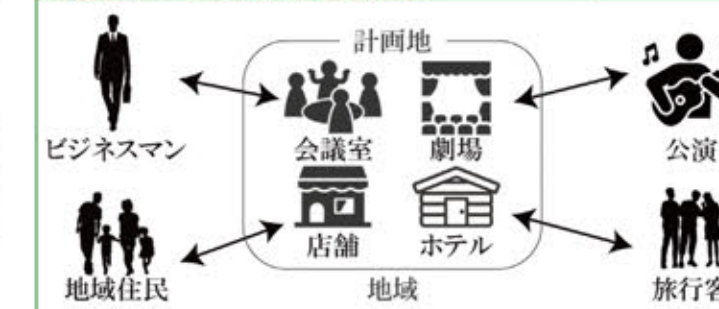 計画地
ビジネスマン
会議室
劇場
公演
地域住民
店舗
ホテル
地域
旅行客